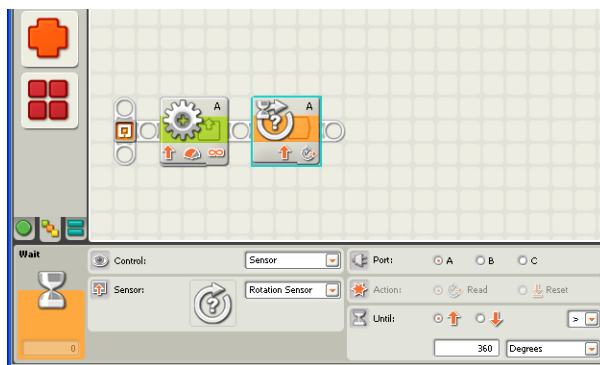 A A
Wait
Control: Sensor Port: A B C
Sensor: Rotation Sensor Action: Read Reset
Until: >
0 360 Degrees